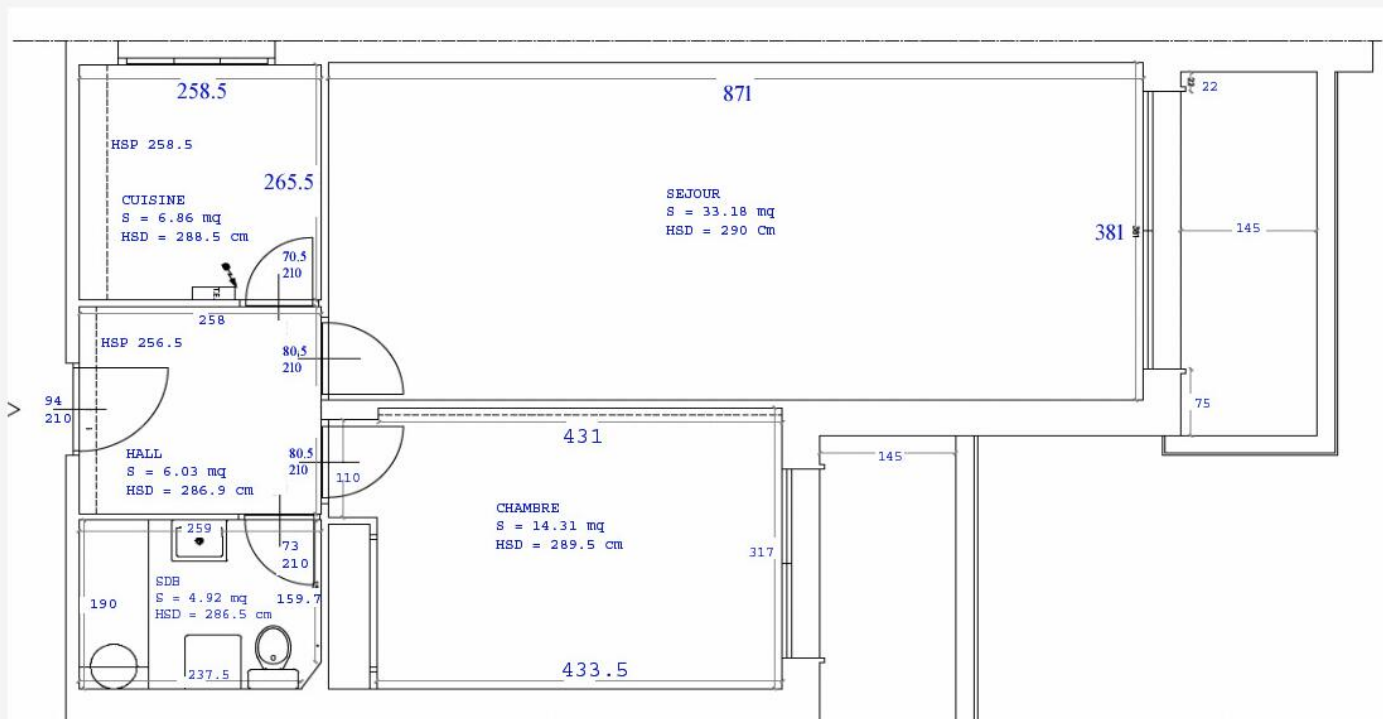 258.5
871
22
22
HSP 258.5
265.5
CUISINE
S = 6.86 mq
HSD = 288.5 cm
SEJOUR
S = 33.18 mq
HSD = 290 Cm
381
381
145
70.5
210
TE
258
HSP 256.5
80.5
210
94
210
1
75
431
HALL
S = 6.03 mq
HSD = 286.9 cm
80.5
210
110
145
CHAMBRE
S = 14.31 mq
HSD = 289.5 cm
259
73
210
317
SDB
S = 4.92 mq
HSD = 286.5 cm
159.7
190
237.5
433.5